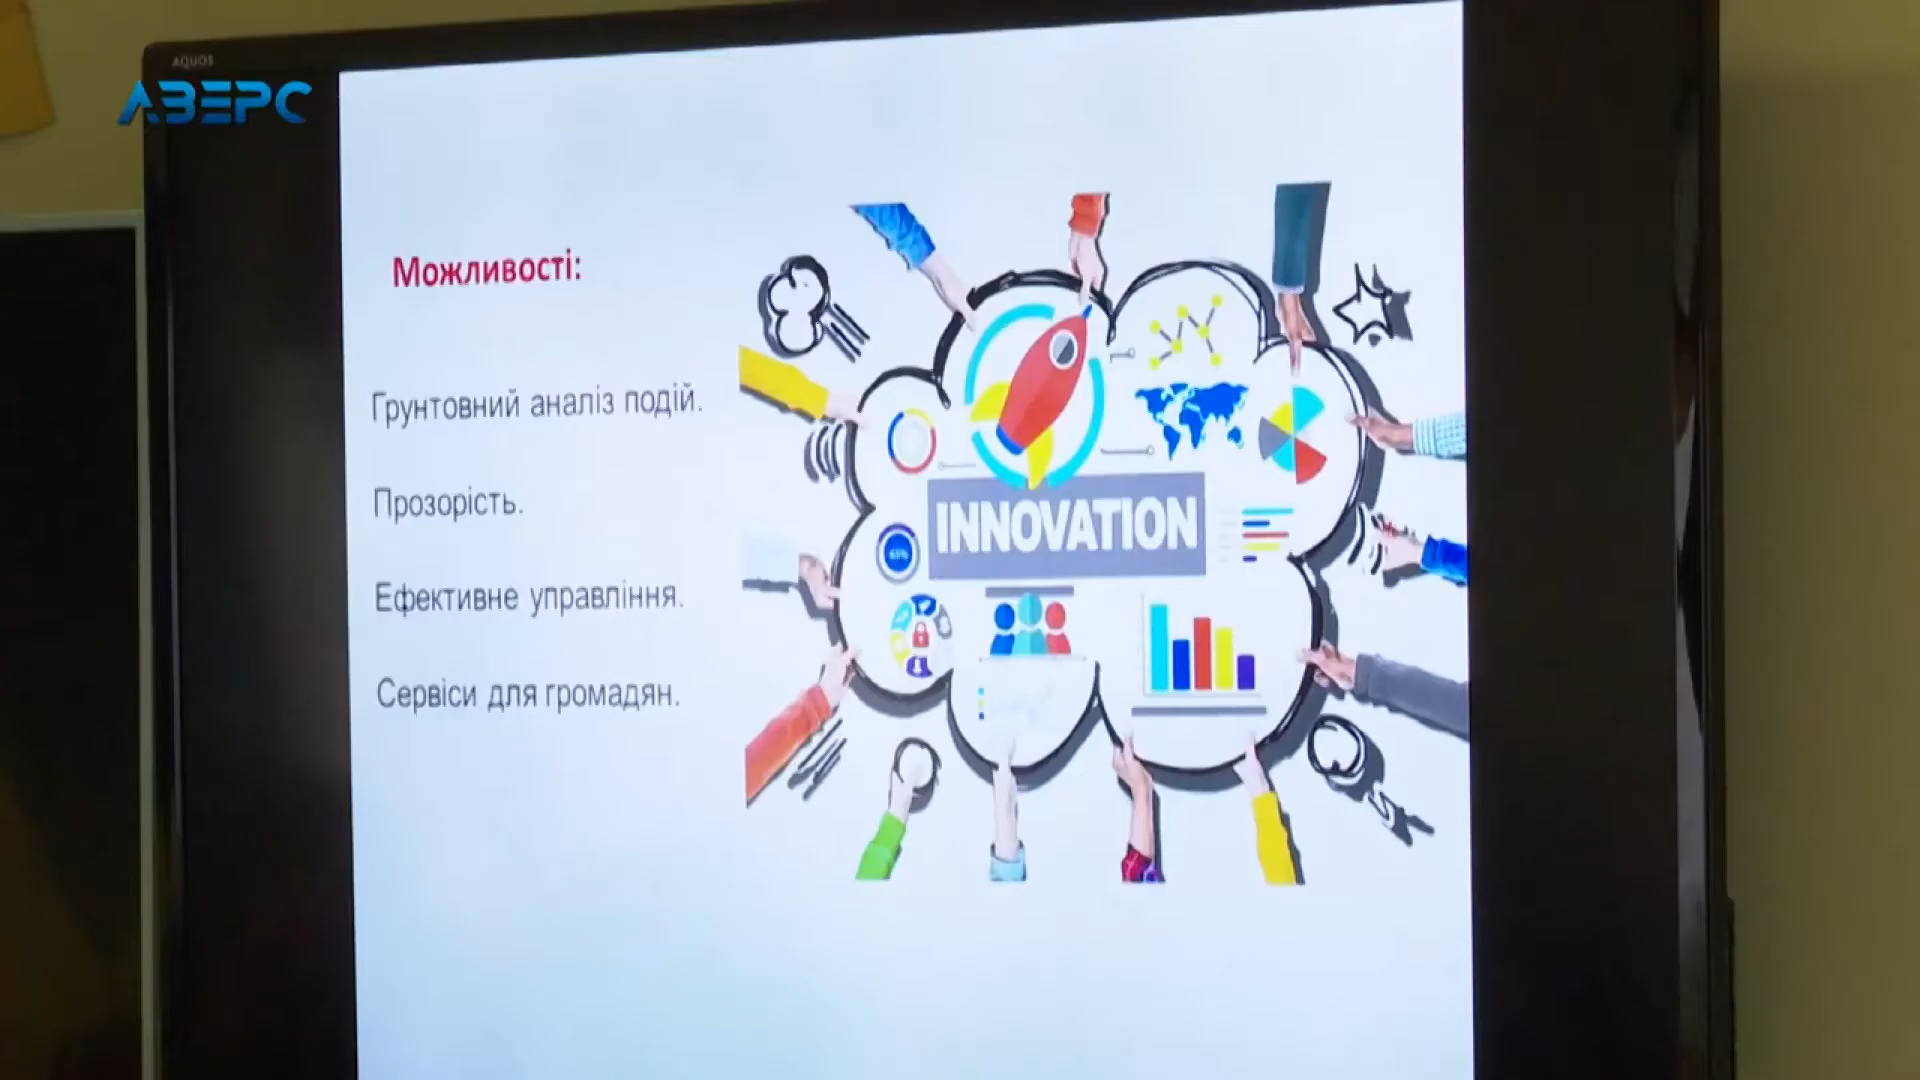 AQUOS
АВЕРС
Можливості:
Грунтовний аналіз подій.
Прозорість.
Ефективне управління.
Сервіси для громадян.
INNOVATION